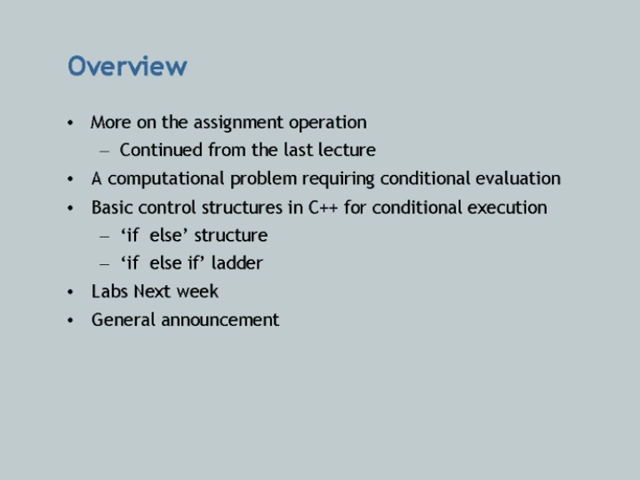 Overview
• More on the assignment operation
– Continued from the last lecture
• A computational problem requiring conditional evaluation
• Basic control structures in C++ for conditional execution
– ‘if else’ structure
– ‘if else if’ ladder
• Labs Next week
• General announcement